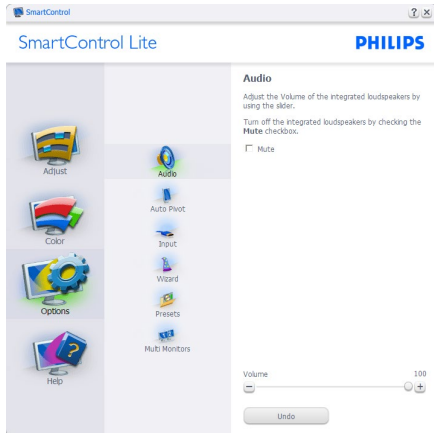 SmartControl
? ×
SmartControl Lite
PHILIPS
Adjust
Color
Options
Help
Audio
Auto Pivot
Input
Wizard
Presets
Multi Monitors
Audio
Adjust the Volume of the integrated loudspeakers by
using the slider.
Turn off the integrated loudspeakers by checking the
Mute checkbox.
Mute
Volume 100
Undo